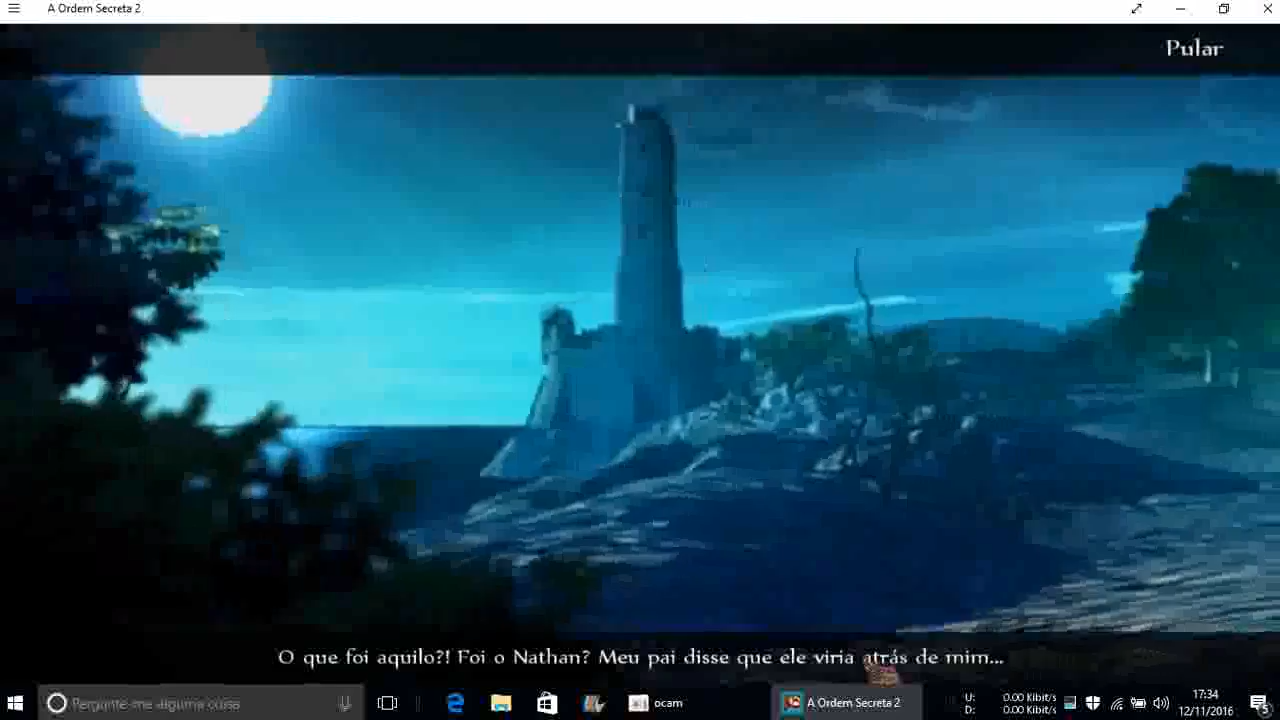 A Ordem Secreta 2
Pular
O que foi aquilo?! Foi o Nathan? Meu pai disse que ele viria atrás de mim...
Pergunte-me alguma coisa
ocam
A Ordem Secreta 2
U: 0.00 Kibit/s
D: 0.00 Kibit/s
17:34
12/11/2016
5